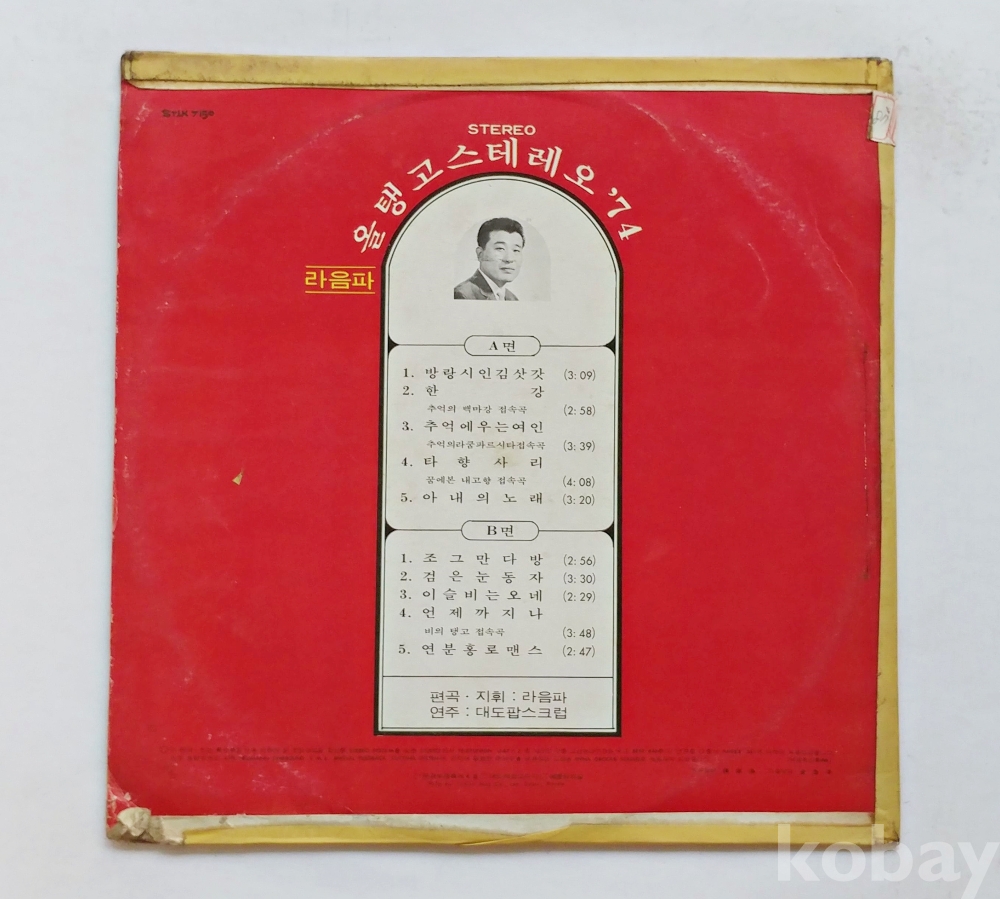 STEREO
올 탱고 스테레오 '74
라음파
A면
1. 방랑시인김삿갓 (3:09)
2. 한 강
추억의 백마강 접속곡 (2:58)
3. 추억에우는여인
추억의라쿰파르시타접속곡 (3:39)
4. 타 향 사 리
꿈에본 내고향 접속곡 (4:08)
5. 아 내 의 노 래 (3:20)
B면
1. 조 그 만 다 방 (2:56)
2. 검 은 눈 동 자 (3:30)
3. 이 슬 비 는 오 네 (2:29)
4. 언 제 까 지 나
비의 탱고 접속곡 (3:48)
5. 연 분 홍 로 맨 스 (2:47)
편곡 · 지휘 : 라음파
연주 : 대도팝스크럽
kobay